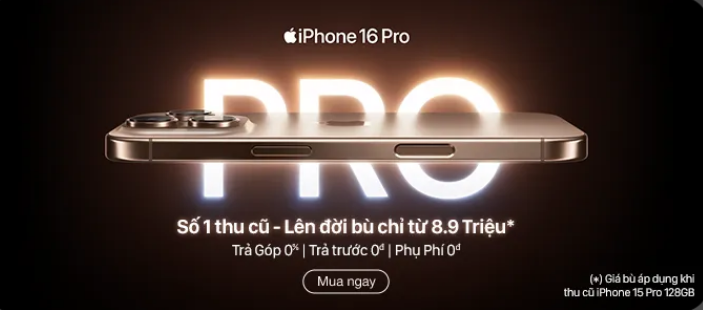 iPhone 16 Pro
PRO
Số 1 thu cũ - Lên đời bù chỉ từ 8.9 Triệu*
Trả Góp 0% | Trả trước 0đ | Phụ Phí 0đ
Mua ngay
(*) Giá bù áp dụng khi
thu cũ iPhone 15 Pro 128GB